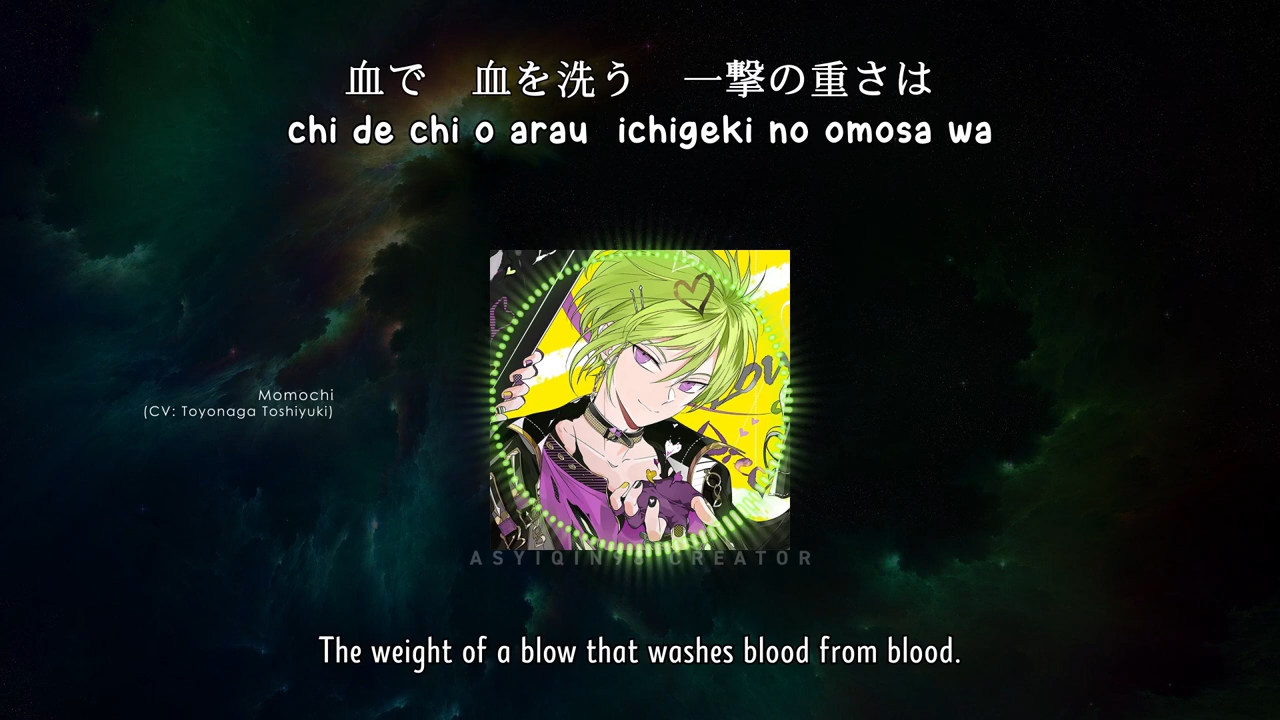 血で　血を洗う　一撃の重さは
chi de chi o arau  ichigeki no omosa wa
Momochi
(CV: Toyonaga Toshiyuki)
ASYIQIN98 CREATOR
The weight of a blow that washes blood from blood.